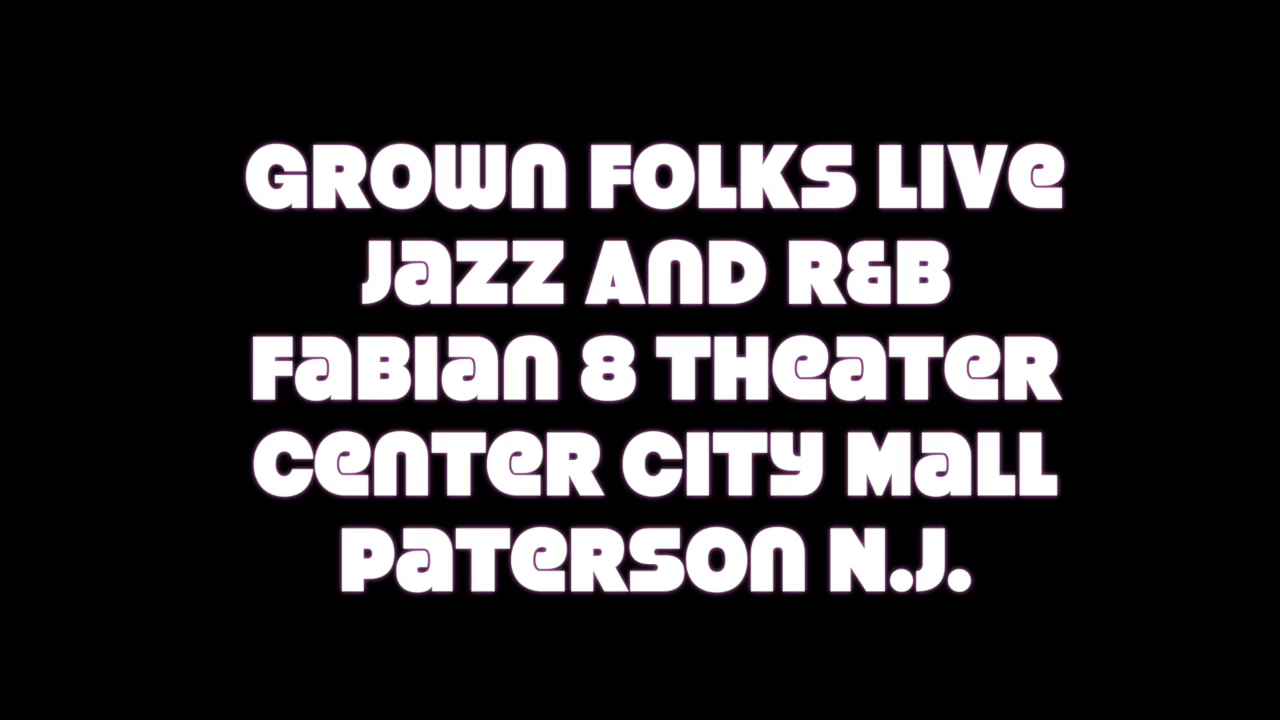 GROWN FOLKS LIVE
JAZZ AND R&B
FABIAN 8 THEATER
CENTER CITY MALL
PATERSON N.J.